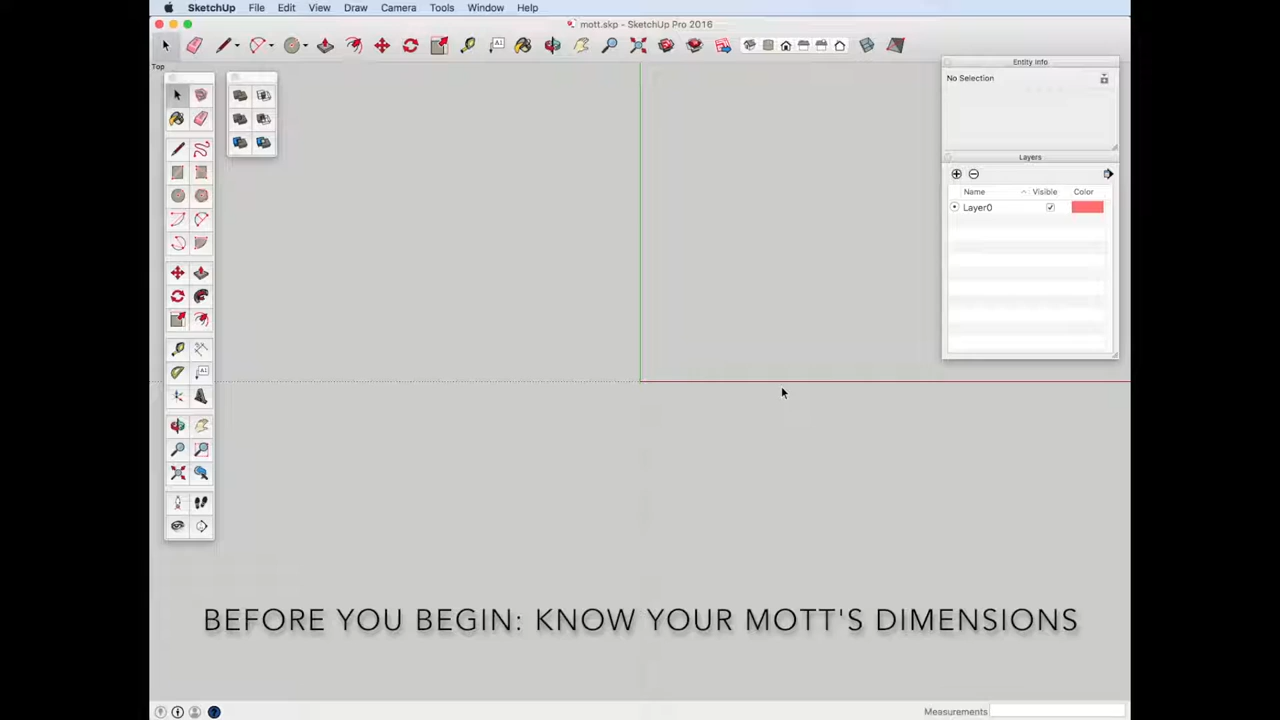 SketchUp File Edit View Draw Camera Tools Window Help
mott.skp - SketchUp Pro 2016
Top
Entity Info
No Selection
Layers
Name Visible Color
Layer0
BEFORE YOU BEGIN: KNOW YOUR MOTT'S DIMENSIONS
Measurements